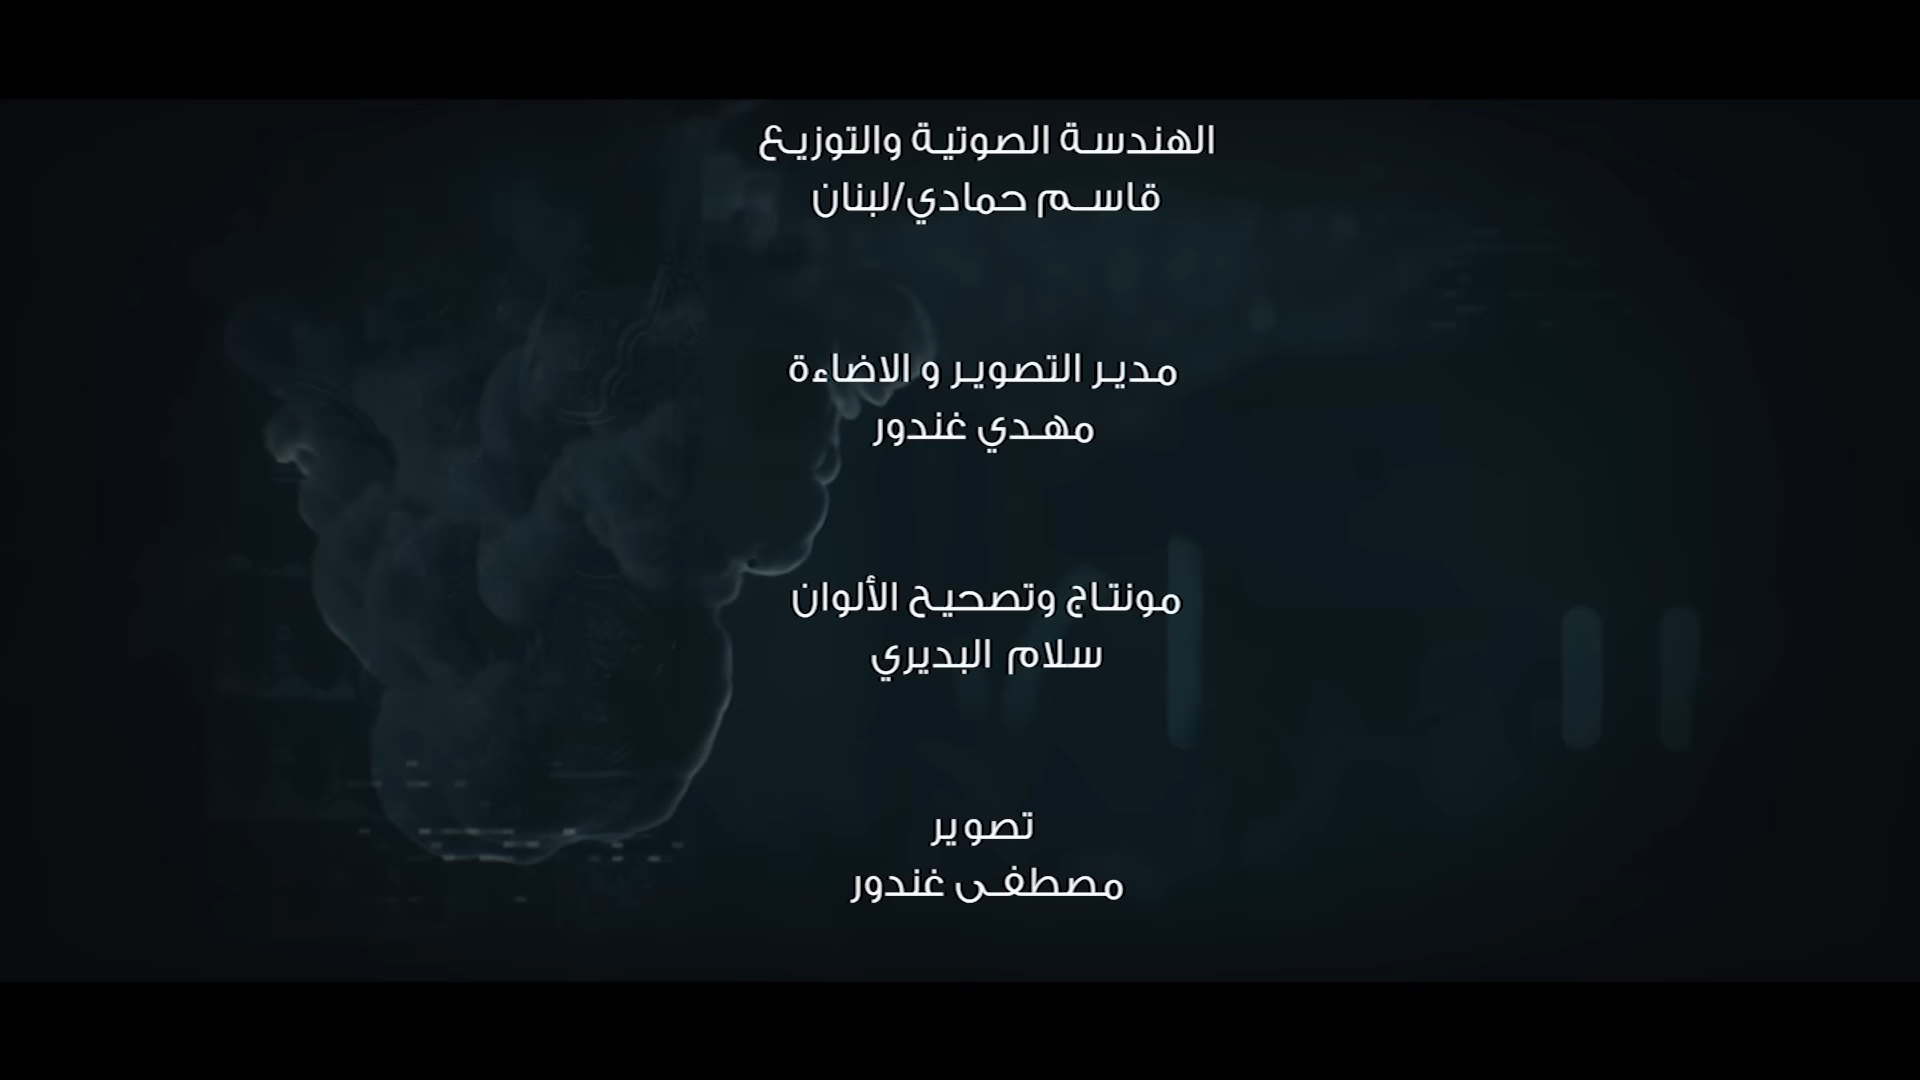 الهندسة الصوتية والتوزيع
قاسم حمادي/لبنان
مدير التصوير و الاضاءة
مهدي غندور
مونتاج وتصحيح الألوان
سلام البديري
تصوير
مصطفى غندور